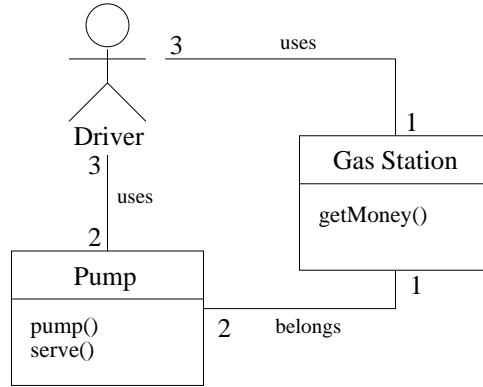 3
uses
1
Driver
3
uses
2
Gas Station
getMoney()
1
Pump
pump()
serve()
2
belongs